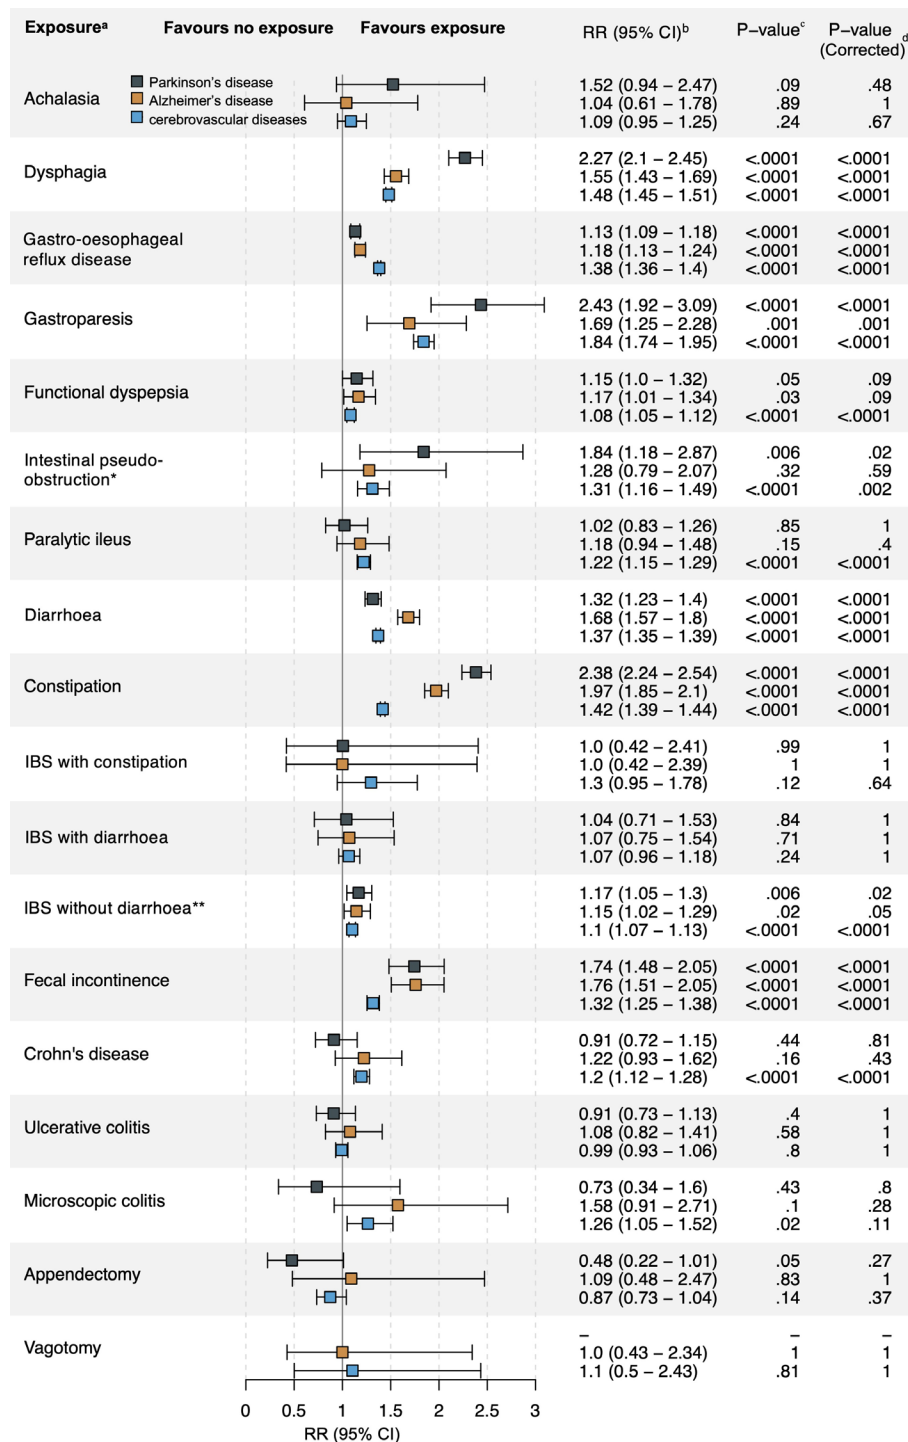 Exposureᵃ Favours no exposure Favours exposure RR (95% CI)ᵇ P−valueᶜ P−value (Corrected)ᵈ
Parkinson's disease
Alzheimer's disease
cerebrovascular diseases
Achalasia
1.52 (0.94 − 2.47) .09 .48
1.04 (0.61 − 1.78) .89 1
1.09 (0.95 − 1.25) .24 .67
Dysphagia
2.27 (2.1 − 2.45) <.0001 <.0001
1.55 (1.43 − 1.69) <.0001 <.0001
1.48 (1.45 − 1.51) <.0001 <.0001
Gastro-oesophageal
reflux disease
1.13 (1.09 − 1.18) <.0001 <.0001
1.18 (1.13 − 1.24) <.0001 <.0001
1.38 (1.36 − 1.4) <.0001 <.0001
Gastroparesis
2.43 (1.92 − 3.09) <.0001 <.0001
1.69 (1.25 − 2.28) .001 .001
1.84 (1.74 − 1.95) <.0001 <.0001
Functional dyspepsia
1.15 (1.0 − 1.32) .05 .09
1.17 (1.01 − 1.34) .03 .09
1.08 (1.05 − 1.12) <.0001 <.0001
Intestinal pseudo-
obstruction*
1.84 (1.18 − 2.87) .006 .02
1.28 (0.79 − 2.07) .32 .59
1.31 (1.16 − 1.49) <.0001 .002
Paralytic ileus
1.02 (0.83 − 1.26) .85 1
1.18 (0.94 − 1.48) .15 .4
1.22 (1.15 − 1.29) <.0001 <.0001
Diarrhoea
1.32 (1.23 − 1.4) <.0001 <.0001
1.68 (1.57 − 1.8) <.0001 <.0001
1.37 (1.35 − 1.39) <.0001 <.0001
Constipation
2.38 (2.24 − 2.54) <.0001 <.0001
1.97 (1.85 − 2.1) <.0001 <.0001
1.42 (1.39 − 1.44) <.0001 <.0001
IBS with constipation
1.0 (0.42 − 2.41) .99 1
1.0 (0.42 − 2.39) 1 1
1.3 (0.95 − 1.78) .12 .64
IBS with diarrhoea
1.04 (0.71 − 1.53) .84 1
1.07 (0.75 − 1.54) .71 1
1.07 (0.96 − 1.18) .24 1
IBS without diarrhoea**
1.17 (1.05 − 1.3) .006 .02
1.15 (1.02 − 1.29) .02 .05
1.1 (1.07 − 1.13) <.0001 <.0001
Fecal incontinence
1.74 (1.48 − 2.05) <.0001 <.0001
1.76 (1.51 − 2.05) <.0001 <.0001
1.32 (1.25 − 1.38) <.0001 <.0001
Crohn's disease
0.91 (0.72 − 1.15) .44 .81
1.22 (0.93 − 1.62) .16 .43
1.2 (1.12 − 1.28) <.0001 <.0001
Ulcerative colitis
0.91 (0.73 − 1.13) .4 1
1.08 (0.82 − 1.41) .58 1
0.99 (0.93 − 1.06) .8 1
Microscopic colitis
0.73 (0.34 − 1.6) .43 .8
1.58 (0.91 − 2.71) .1 .28
1.26 (1.05 − 1.52) .02 .11
Appendectomy
0.48 (0.22 − 1.01) .05 .27
1.09 (0.48 − 2.47) .83 1
0.87 (0.73 − 1.04) .14 .37
Vagotomy
− − −
1.0 (0.43 − 2.34) 1 1
1.1 (0.5 − 2.43) .81 1
0 0.5 1 1.5 2 2.5 3
RR (95% CI)